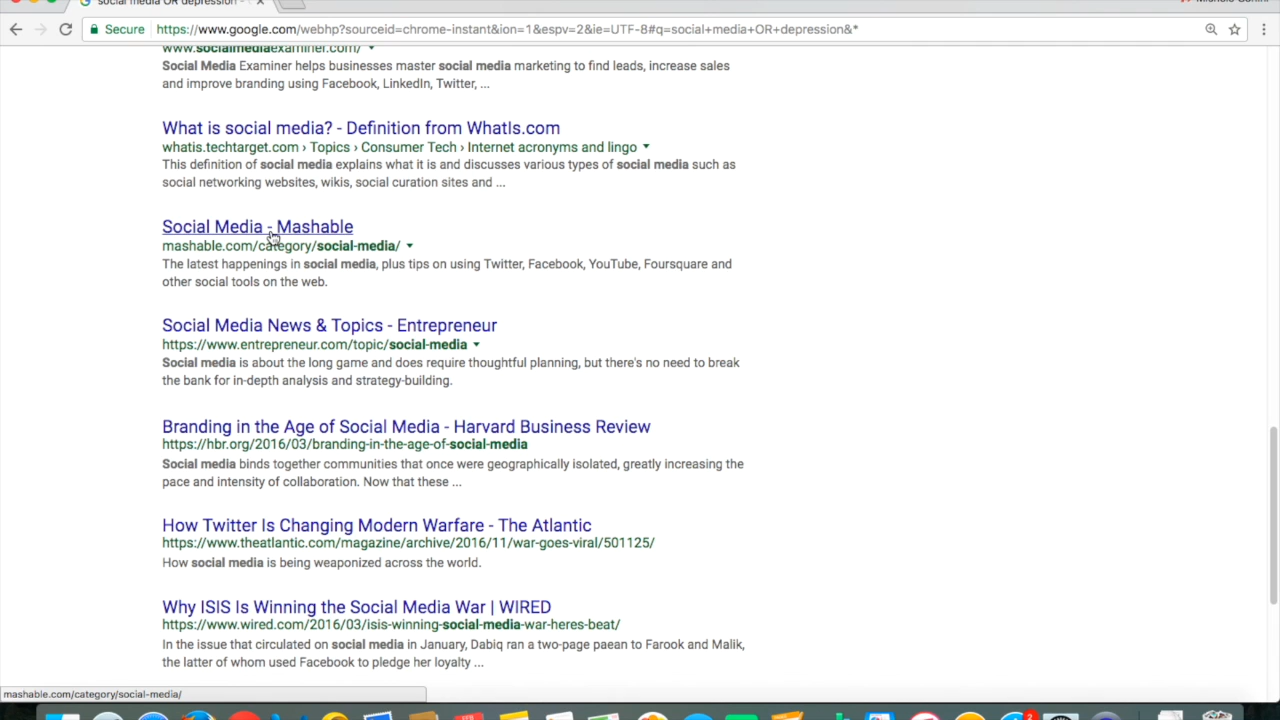 social media OR depression -
Secure https://www.google.com/webhp?sourceid=chrome-instant&ion=1&espv=2&ie=UTF-8#q=social+media+OR+depression&*
www.socialmediaexaminer.com/
Social Media Examiner helps businesses master social media marketing to find leads, increase sales
and improve branding using Facebook, LinkedIn, Twitter, ...
What is social media? - Definition from WhatIs.com
whatis.techtarget.com › Topics › Consumer Tech › Internet acronyms and lingo
This definition of social media explains what it is and discusses various types of social media such as
social networking websites, wikis, social curation sites and ...
Social Media - Mashable
mashable.com/category/social-media/
The latest happenings in social media, plus tips on using Twitter, Facebook, YouTube, Foursquare and
other social tools on the web.
Social Media News & Topics - Entrepreneur
https://www.entrepreneur.com/topic/social-media
Social media is about the long game and does require thoughtful planning, but there's no need to break
the bank for in-depth analysis and strategy-building.
Branding in the Age of Social Media - Harvard Business Review
https://hbr.org/2016/03/branding-in-the-age-of-social-media
Social media binds together communities that once were geographically isolated, greatly increasing the
pace and intensity of collaboration. Now that these ...
How Twitter Is Changing Modern Warfare - The Atlantic
https://www.theatlantic.com/magazine/archive/2016/11/war-goes-viral/501125/
How social media is being weaponized across the world.
Why ISIS Is Winning the Social Media War | WIRED
https://www.wired.com/2016/03/isis-winning-social-media-war-heres-beat/
In the issue that circulated on social media in January, Dabiq ran a two-page paean to Farook and Malik,
the latter of whom used Facebook to pledge her loyalty ...
mashable.com/category/social-media/
2